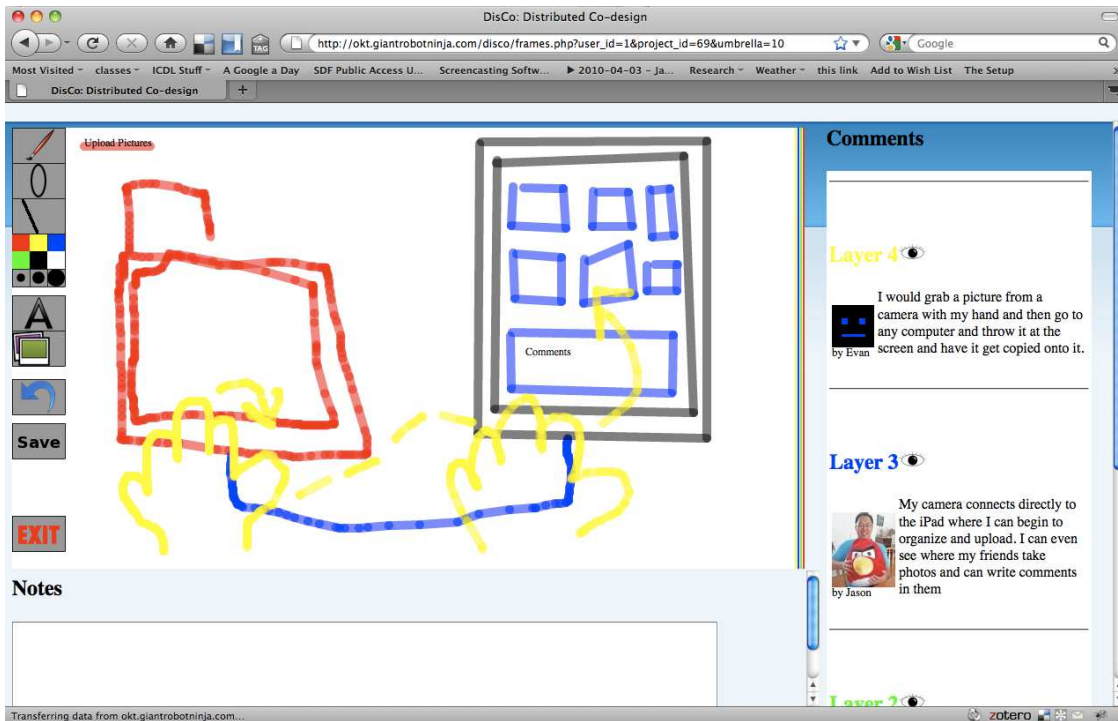 DisCo: Distributed Co-design
http://okt.giantrobotninja.com/disco/frames.php?user_id=1&project_id=69&umbrella=10
Google
TAG
Most Visited classes ICDL Stuff A Google a Day SDF Public Access U... Screencasting Softw... 2010-04-03 – Ja... Research Weather this link Add to Wish List The Setup
DisCo: Distributed Co-design
Upload Pictures
Comments
A
Save
EXIT
Notes
Comments
Layer 4
I would grab a picture from a
camera with my hand and then go to
any computer and throw it at the
screen and have it get copied onto it.
by Evan
Layer 3
My camera connects directly to
the iPad where I can begin to
organize and upload. I can even
see where my friends take
photos and can write comments
in them
by Jason
Layer 2
Transferring data from okt.giantrobotninja.com...
zotero